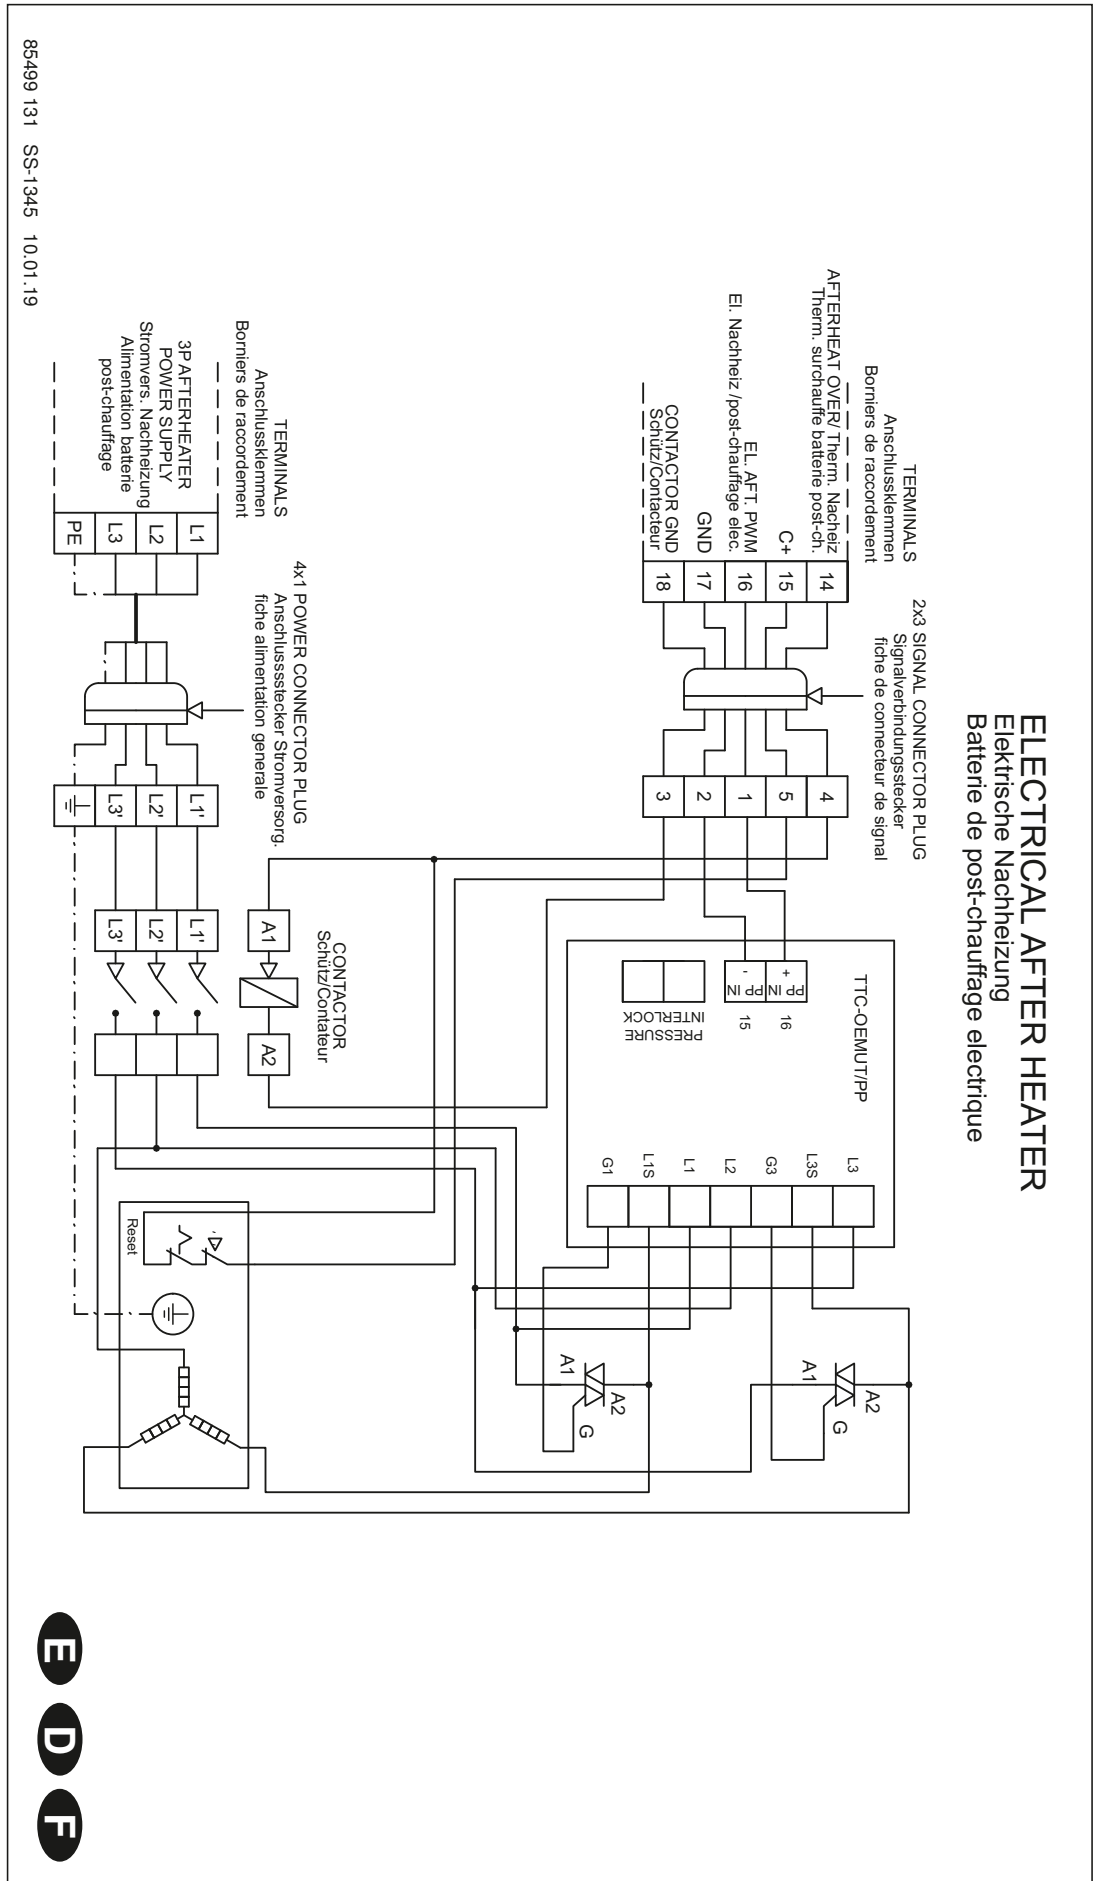 ELECTRICAL AFTER HEATER
Elektrische Nachheizung
Batterie de post-chauffage electrique
TERMINALS
Anschlussklemmen
Borniers de raccordement
2x3 SIGNAL CONNECTOR PLUG
Signalverbindungsstecker
fiche de connecteur de signal
AFTERHEAT OVER/ Therm. Nacheiz
Therm. surchauffe batterie post-ch.
C+
EL. AFT. PWM
El. Nachheiz /post-chauffage elec.
GND
CONTACTOR GND
Schütz/Contacteur
14
15
16
17
18
4
5
1
2
3
TTC-OEMUT/PP
+
PP IN
16
-
PP IN
15
PRESSURE
INTERLOCK
L3
L3S
G3
L2
L1
L1S
G1
A1
A2
G
A1
A2
G
CONTACTOR
Schütz/Contateur
A1
A2
TERMINALS
Anschlussklemmen
Borniers de raccordement
4x1 POWER CONNECTOR PLUG
Anschlussstecker Stromversorg.
fiche alimentation generale
3P AFTERHEATER
POWER SUPPLY
Stromvers. Nachheizung
Alimentation batterie
post-chauffage
L1
L2
L3
PE
L1'
L2'
L3'
L1'
L2'
L3'
Reset
85499 131 SS-1345 10.01.19
E D F